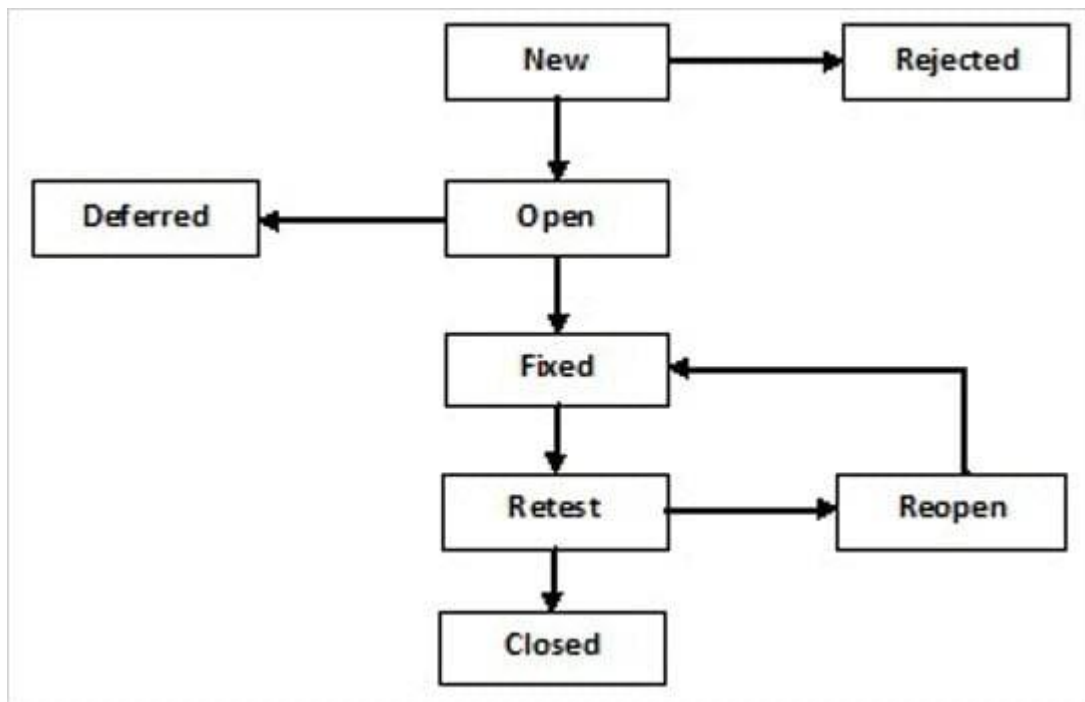 New
Rejected
Deferred
Open
Fixed
Retest
Reopen
Closed